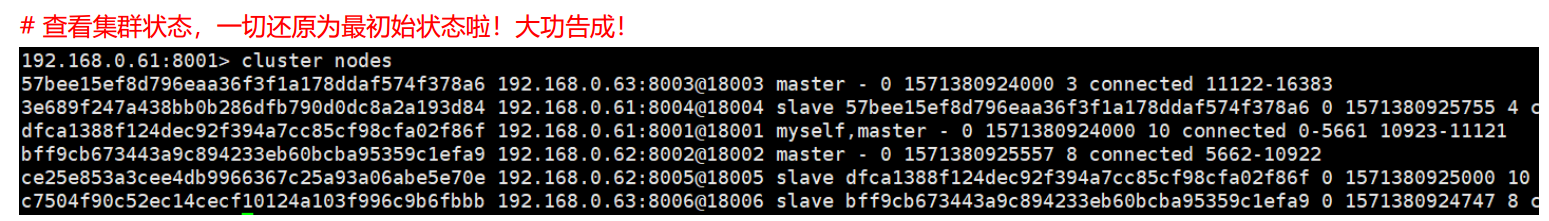 # 查看集群状态，一切还原为最初始状态啦！大功告成！
192.168.0.61:8001> cluster nodes
57bee15ef8d796eaa36f3f1a178ddaf574f378a6 192.168.0.63:8003@18003 master - 0 1571380924000 3 connected 11122-16383
3e689f247a438bb0b286dfb790d0dc8a2a193d84 192.168.0.61:8004@18004 slave 57bee15ef8d796eaa36f3f1a178ddaf574f378a6 0 1571380925755 4 c
dfca1388f124dec92f394a7cc85cf98cfa02f86f 192.168.0.61:8001@18001 myself,master - 0 1571380924000 10 connected 0-5661 10923-11121
bff9cb673443a9c894233eb60bcba95359c1efa9 192.168.0.62:8002@18002 master - 0 1571380925557 8 connected 5662-10922
ce25e853a3cee4db9966367c25a93a06abe5e70e 192.168.0.62:8005@18005 slave dfca1388f124dec92f394a7cc85cf98cfa02f86f 0 1571380925000 10
c7504f90c52ec14cecf10124a103f996c9b6fbbb 192.168.0.63:8006@18006 slave bff9cb673443a9c894233eb60bcba95359c1efa9 0 1571380924747 8 c